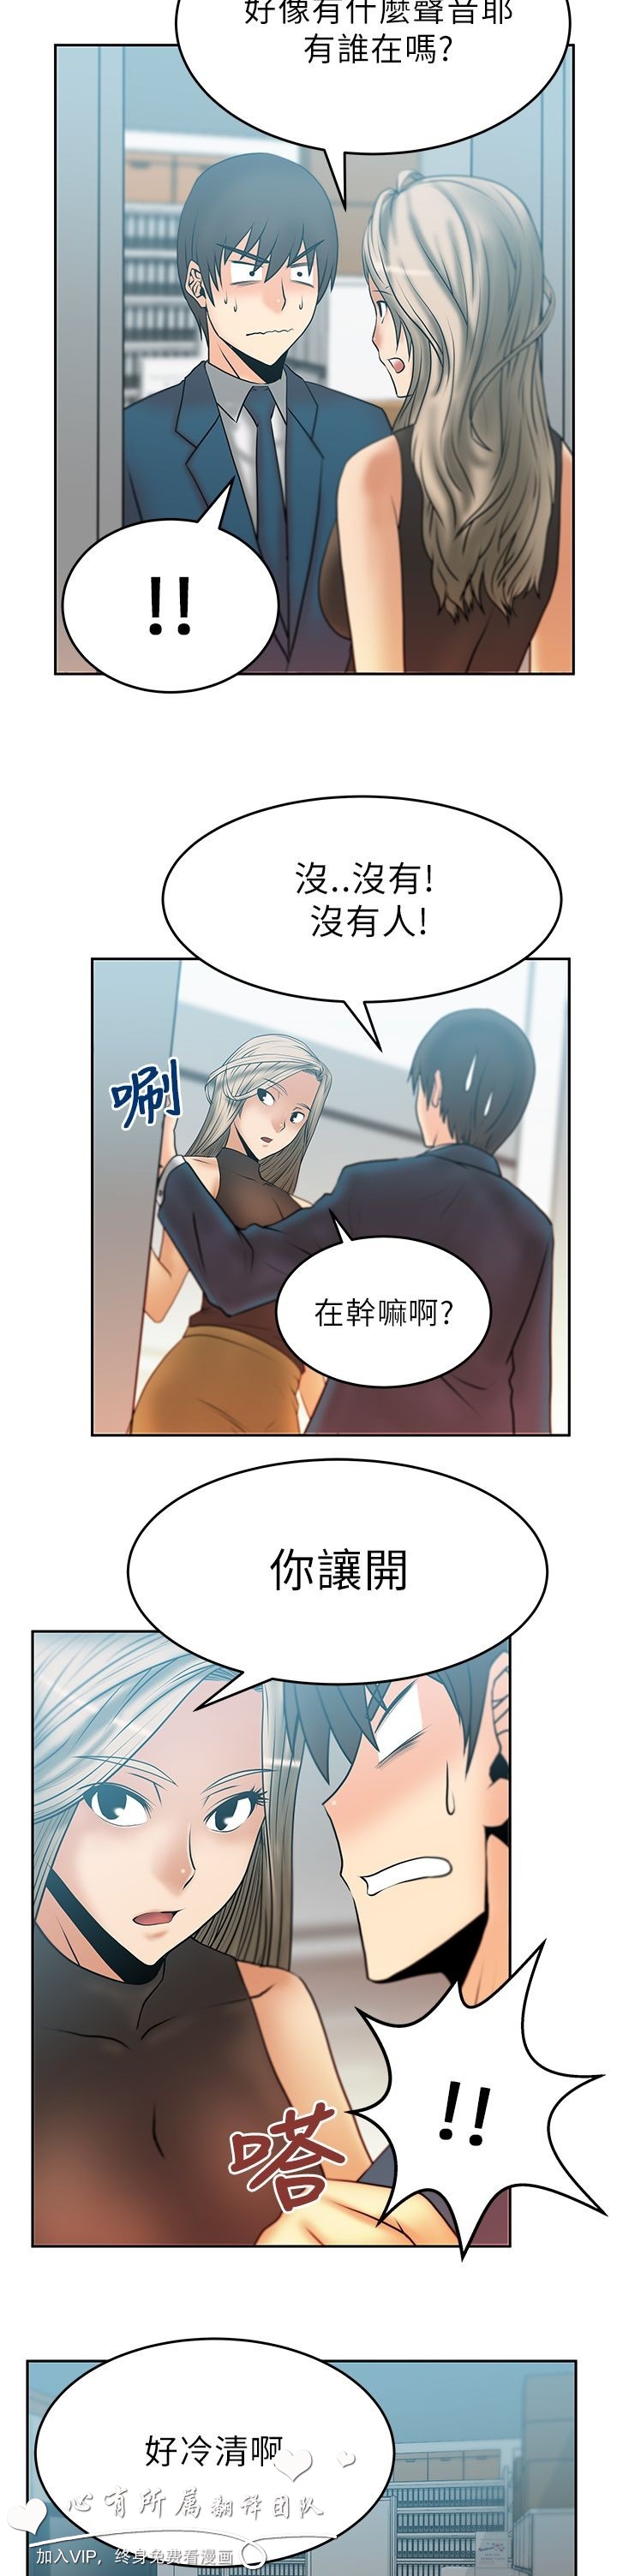 好像有什麼聲音耶
有誰在嗎?
!!
沒..沒有!
沒有人!
唰
在幹嘛啊?
你讓開
!!
嗒
好冷清啊
心有所属翻译团队
加入VIP，终身免费看漫画